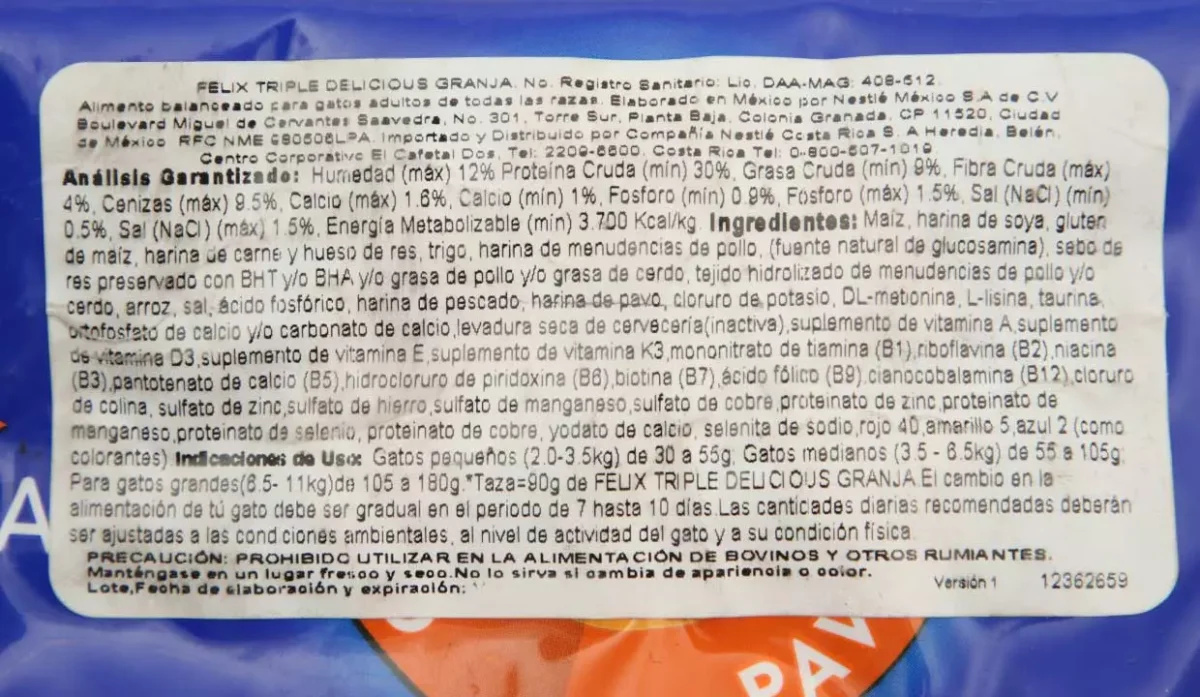 FELIX TRIPLE DELICIOUS GRANJA. No. Registro Sanitario: Lic. DAA-MAG: 408-612.
Alimento balanceado para gatos adultos de todas las razas. Elaborado en México por Nestlé México S.A de C.V
Boulevard Miguel de Cervantes Saavedra, No. 301, Torre Sur, Planta Baja, Colonia Granada, CP 11520, Ciudad
de México RFC NME 680506LPA. Importado y Distribuido por Compañía Nestlé Costa Rica S. A Heredia, Belén,
Centro Corporativo El Cafetal Dos, Tel: 2209-6600. Costa Rica Tel: 0-800-507-1019.
Análisis Garantizado: Humedad (máx) 12% Proteína Cruda (mín) 30%, Grasa Cruda (mín) 9%, Fibra Cruda (máx)
4%, Cenizas (máx) 9.5%, Calcio (máx) 1.6%, Calcio (mín) 1%, Fosforo (mín) 0.9%, Fósforo (máx) 1.5%, Sal (NaCl) (mín)
0.5%, Sal (NaCl) (máx) 1.5%, Energía Metabolizable (mín) 3.700 Kcal/kg. Ingredientes: Maíz, harina de soya, gluten
de maíz, harina de carne y hueso de res, trigo, harina de menudencias de pollo, (fuente natural de glucosamina), sebo de
res preservado con BHT y/o BHA y/o grasa de pollo y/o grasa de cerdo, tejido hidrolizado de menudencias de pollo y/o
cerdo, arroz, sal, ácido fosfórico, harina de pescado, harina de pavo, cloruro de potasio, DL-metionina, L-lisina, taurina,
ortofosfato de calcio y/o carbonato de calcio,levadura seca de cervecería(inactiva),suplemento de vitamina A,suplemento
de vitamina D3,suplemento de vitamina E,suplemento de vitamina K3,mononitrato de tiamina (B1),riboflavina (B2),niacina
(B3),pantotenato de calcio (B5),hidrocloruro de piridoxina (B6),biotina (B7),ácido fólico (B9),cianocobalamina (B12),cloruro
de colina, sulfato de zinc,sulfato de hierro,sulfato de manganeso,sulfato de cobre,proteinato de zinc,proteinato de
manganeso,proteinato de selenio, proteinato de cobre, yodato de calcio, selenita de sodio,rojo 40,amarillo 5,azul 2 (como
colorantes) Indicaciones de Uso: Gatos pequeños (2.0-3.5kg) de 30 a 55g; Gatos medianos (3.5 - 6.5kg) de 55 a 105g;
Para gatos grandes(6.5- 11kg)de 105 a 180g.*Taza=90g de FELIX TRIPLE DELICIOUS GRANJA.El cambio en la
alimentación de tú gato debe ser gradual en el periodo de 7 hasta 10 días.Las cantidades diarias recomendadas deberán
ser ajustadas a las condiciones ambientales, al nivel de actividad del gato y a su condición física.
PRECAUCIÓN: PROHIBIDO UTILIZAR EN LA ALIMENTACIÓN DE BOVINOS Y OTROS RUMIANTES.
Manténgase en un lugar fresco y seco.No lo sirva si cambia de apariencia o color.
Lote,Fecha de elaboración y expiración:
Versión 1 12362659
A
PAV